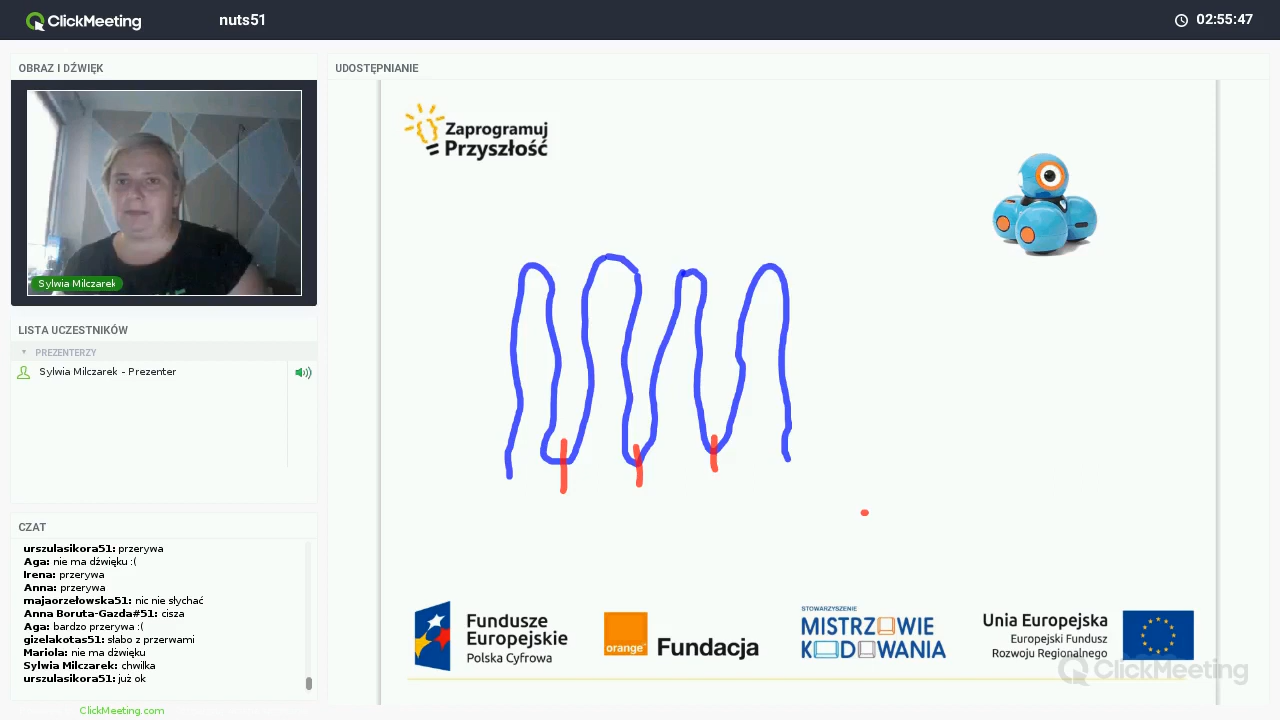 ClickMeeting
nuts51
02:55:47
OBRAZ I DŹWIĘK
Sylwia Milczarek
LISTA UCZESTNIKÓW
PREZENTERZY
Sylwia Milczarek - Prezenter
CZAT
urszulasikora51: przerywa
Aga: nie ma dźwięku :(
Irena: przerywa
Anna: przerywa
majaorzełowska51: nic nie słychać
Anna Boruta-Gazda#51: cisza
Aga: bardzo przerywa :(
gizelakotas51: słabo z przerwami
Mariola: nie ma dźwięku
Sylwia Milczarek: chwilka
urszulasikora51: już ok
ClickMeeting.com
UDOSTĘPNIANIE
Zaprogramuj
Przyszłość
Fundusze
Europejskie
Polska Cyfrowa
orange
Fundacja
STOWARZYSZENIE
MISTRZOWIE
KODOWANIA
Unia Europejska
Europejski Fundusz
Rozwoju Regionalnego
ClickMeeting